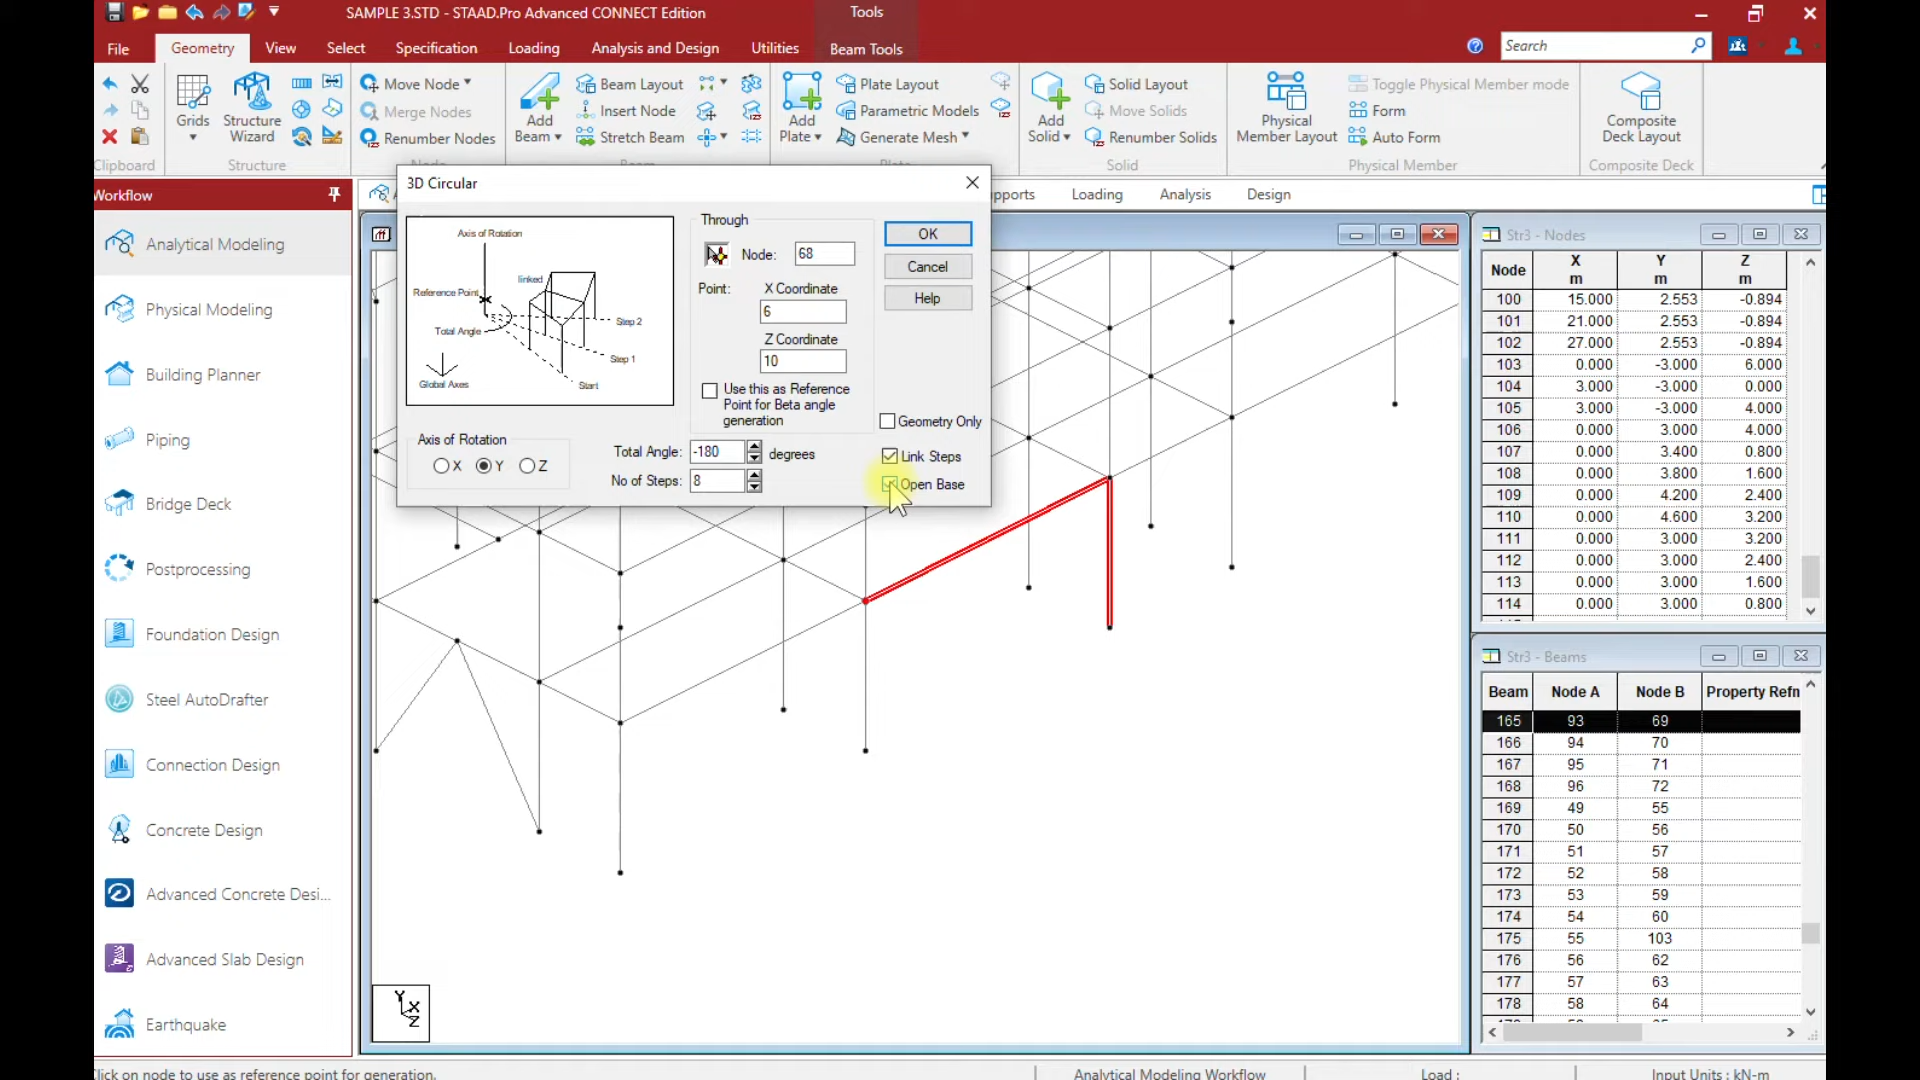 SAMPLE 3.STD - STAAD.Pro Advanced CONNECT Edition
Tools
File
Geometry
View
Select
Specification
Loading
Analysis and Design
Utilities
Beam Tools
Search
Move Node
Merge Nodes
Renumber Nodes
Grids
Structure Wizard
Add Beam
Beam Layout
Insert Node
Stretch Beam
Add Plate
Plate Layout
Parametric Models
Generate Mesh
Add Solid
Solid Layout
Move Solids
Renumber Solids
Physical Member Layout
Toggle Physical Member mode
Form
Auto Form
Composite Deck Layout
Clipboard
Structure
Solid
Physical Member
Composite Deck
Workflow
pports
Loading
Analysis
Design
Analytical Modeling
Physical Modeling
Building Planner
Piping
Bridge Deck
Postprocessing
Foundation Design
Steel AutoDrafter
Connection Design
Concrete Design
Advanced Concrete Desi...
Advanced Slab Design
Earthquake
3D Circular
Axis of Rotation
linked
Reference Point
Total Angle
Step 2
Step 1
Start
Global Axes
Through
Node: 68
Point:
X Coordinate
6
Z Coordinate
10
Use this as Reference
Point for Beta angle
generation
OK
Cancel
Help
Geometry Only
Link Steps
Open Base
Axis of Rotation
X Y Z
Total Angle: -180 degrees
No of Steps: 8
Y
X
Z
Str3 - Nodes
Node X m Y m Z m
100 15.000 2.553 -0.894
101 21.000 2.553 -0.894
102 27.000 2.553 -0.894
103 0.000 -3.000 6.000
104 3.000 -3.000 0.000
105 3.000 -3.000 4.000
106 3.000 0.000 4.000
107 0.000 3.400 0.800
108 0.000 3.800 1.600
109 0.000 4.200 2.400
110 0.000 4.600 3.200
111 0.000 3.000 3.200
112 0.000 3.000 2.400
113 0.000 3.000 1.600
114 0.000 3.000 0.800
Str3 - Beams
Beam Node A Node B Property Refn
165 93 69
166 94 70
167 95 71
168 96 72
169 49 55
170 50 56
171 51 57
172 52 58
173 53 59
174 54 60
175 55 103
176 56 62
177 57 63
178 58 64
Click on node to use as reference point for generation.
Analytical Modeling Workflow
Load :
Input Units : kN-m